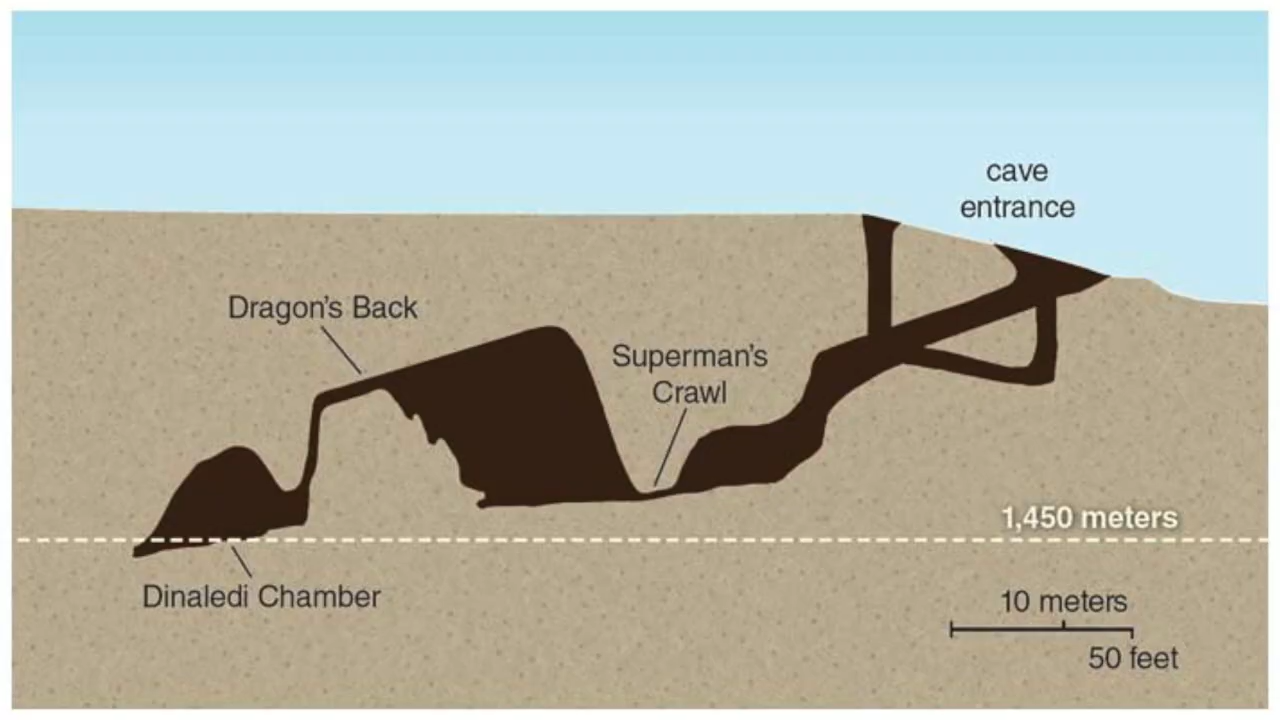 cave
entrance
Dragon's Back
Superman's
Crawl
1,450 meters
Dinaledi Chamber
10 meters
50 feet